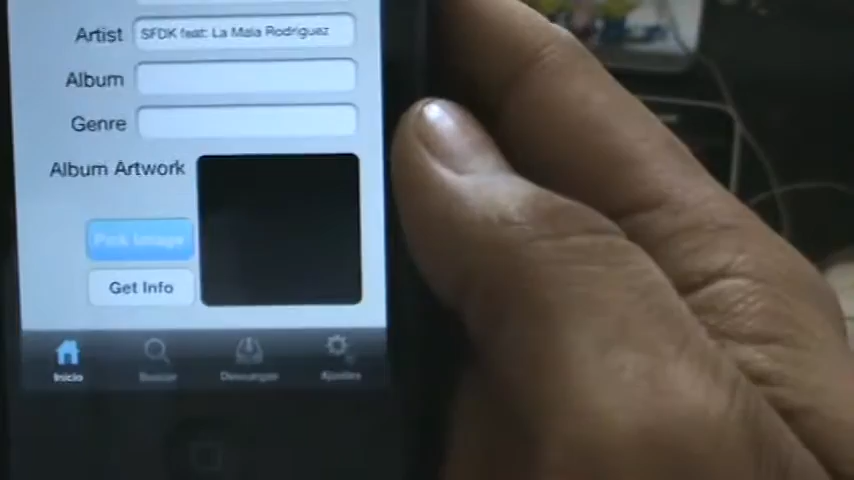 Artist SFDK feat: La Mala Rodriguez
Album
Genre
Album Artwork
Pick Image
Get Info
Inicio Buscar Descargas Ajustes